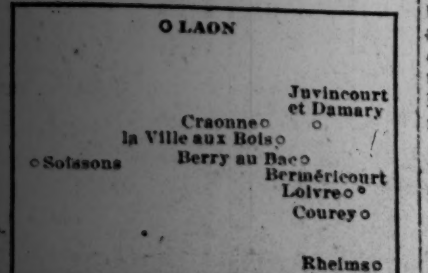 LAON
Juvincourt
et Damary
Craonne
la Ville aux Bois
Soissons
Berry au Bac
Berméricourt
Loivre
Courcy
Rheims